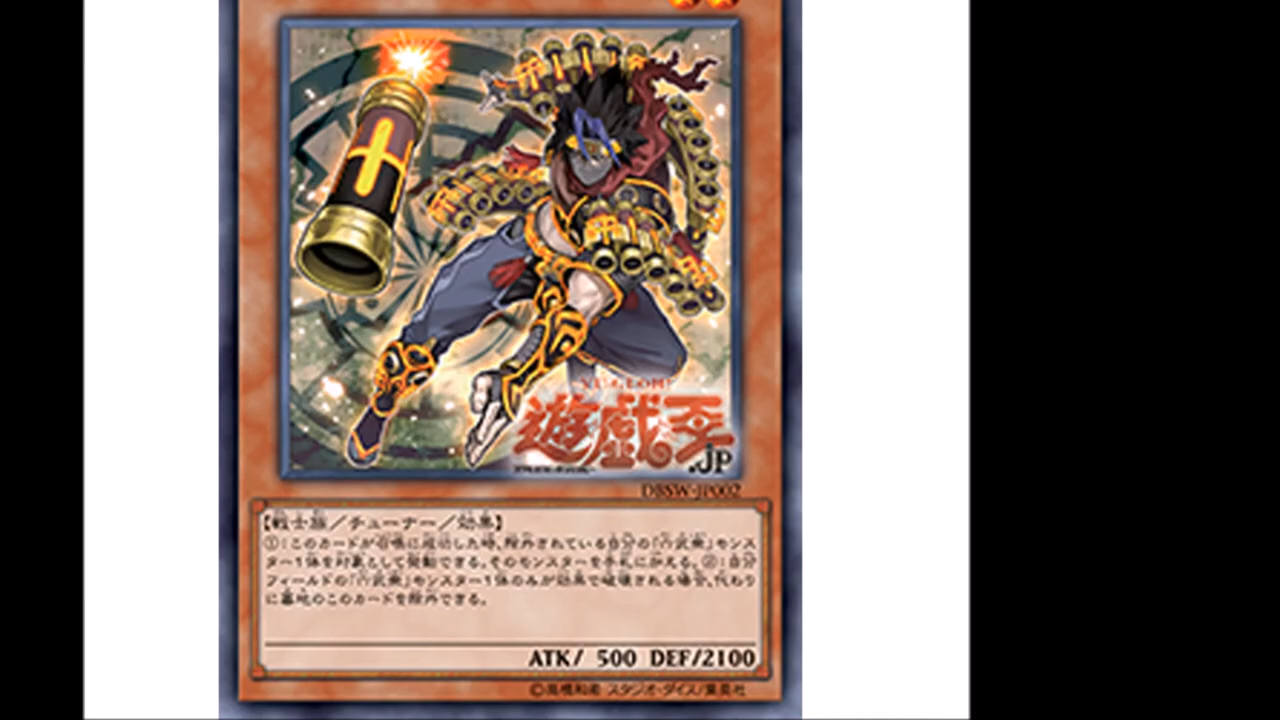 YU-GI-OH!
遊戯王
.JP
DBSW-JP002
【戦士族／チューナー／効果】
①：このカードが召喚に成功した時、除外されている自分の「六武衆」モンス
ター１体を対象として発動できる。そのモンスターを手札に加える。②：自分
フィールドの「六武衆」モンスター１体のみが効果で破壊される場合、代わり
に墓地のこのカードを除外できる。
ATK/ 500 DEF/2100
©高橋和希 スタジオ・ダイス/集英社